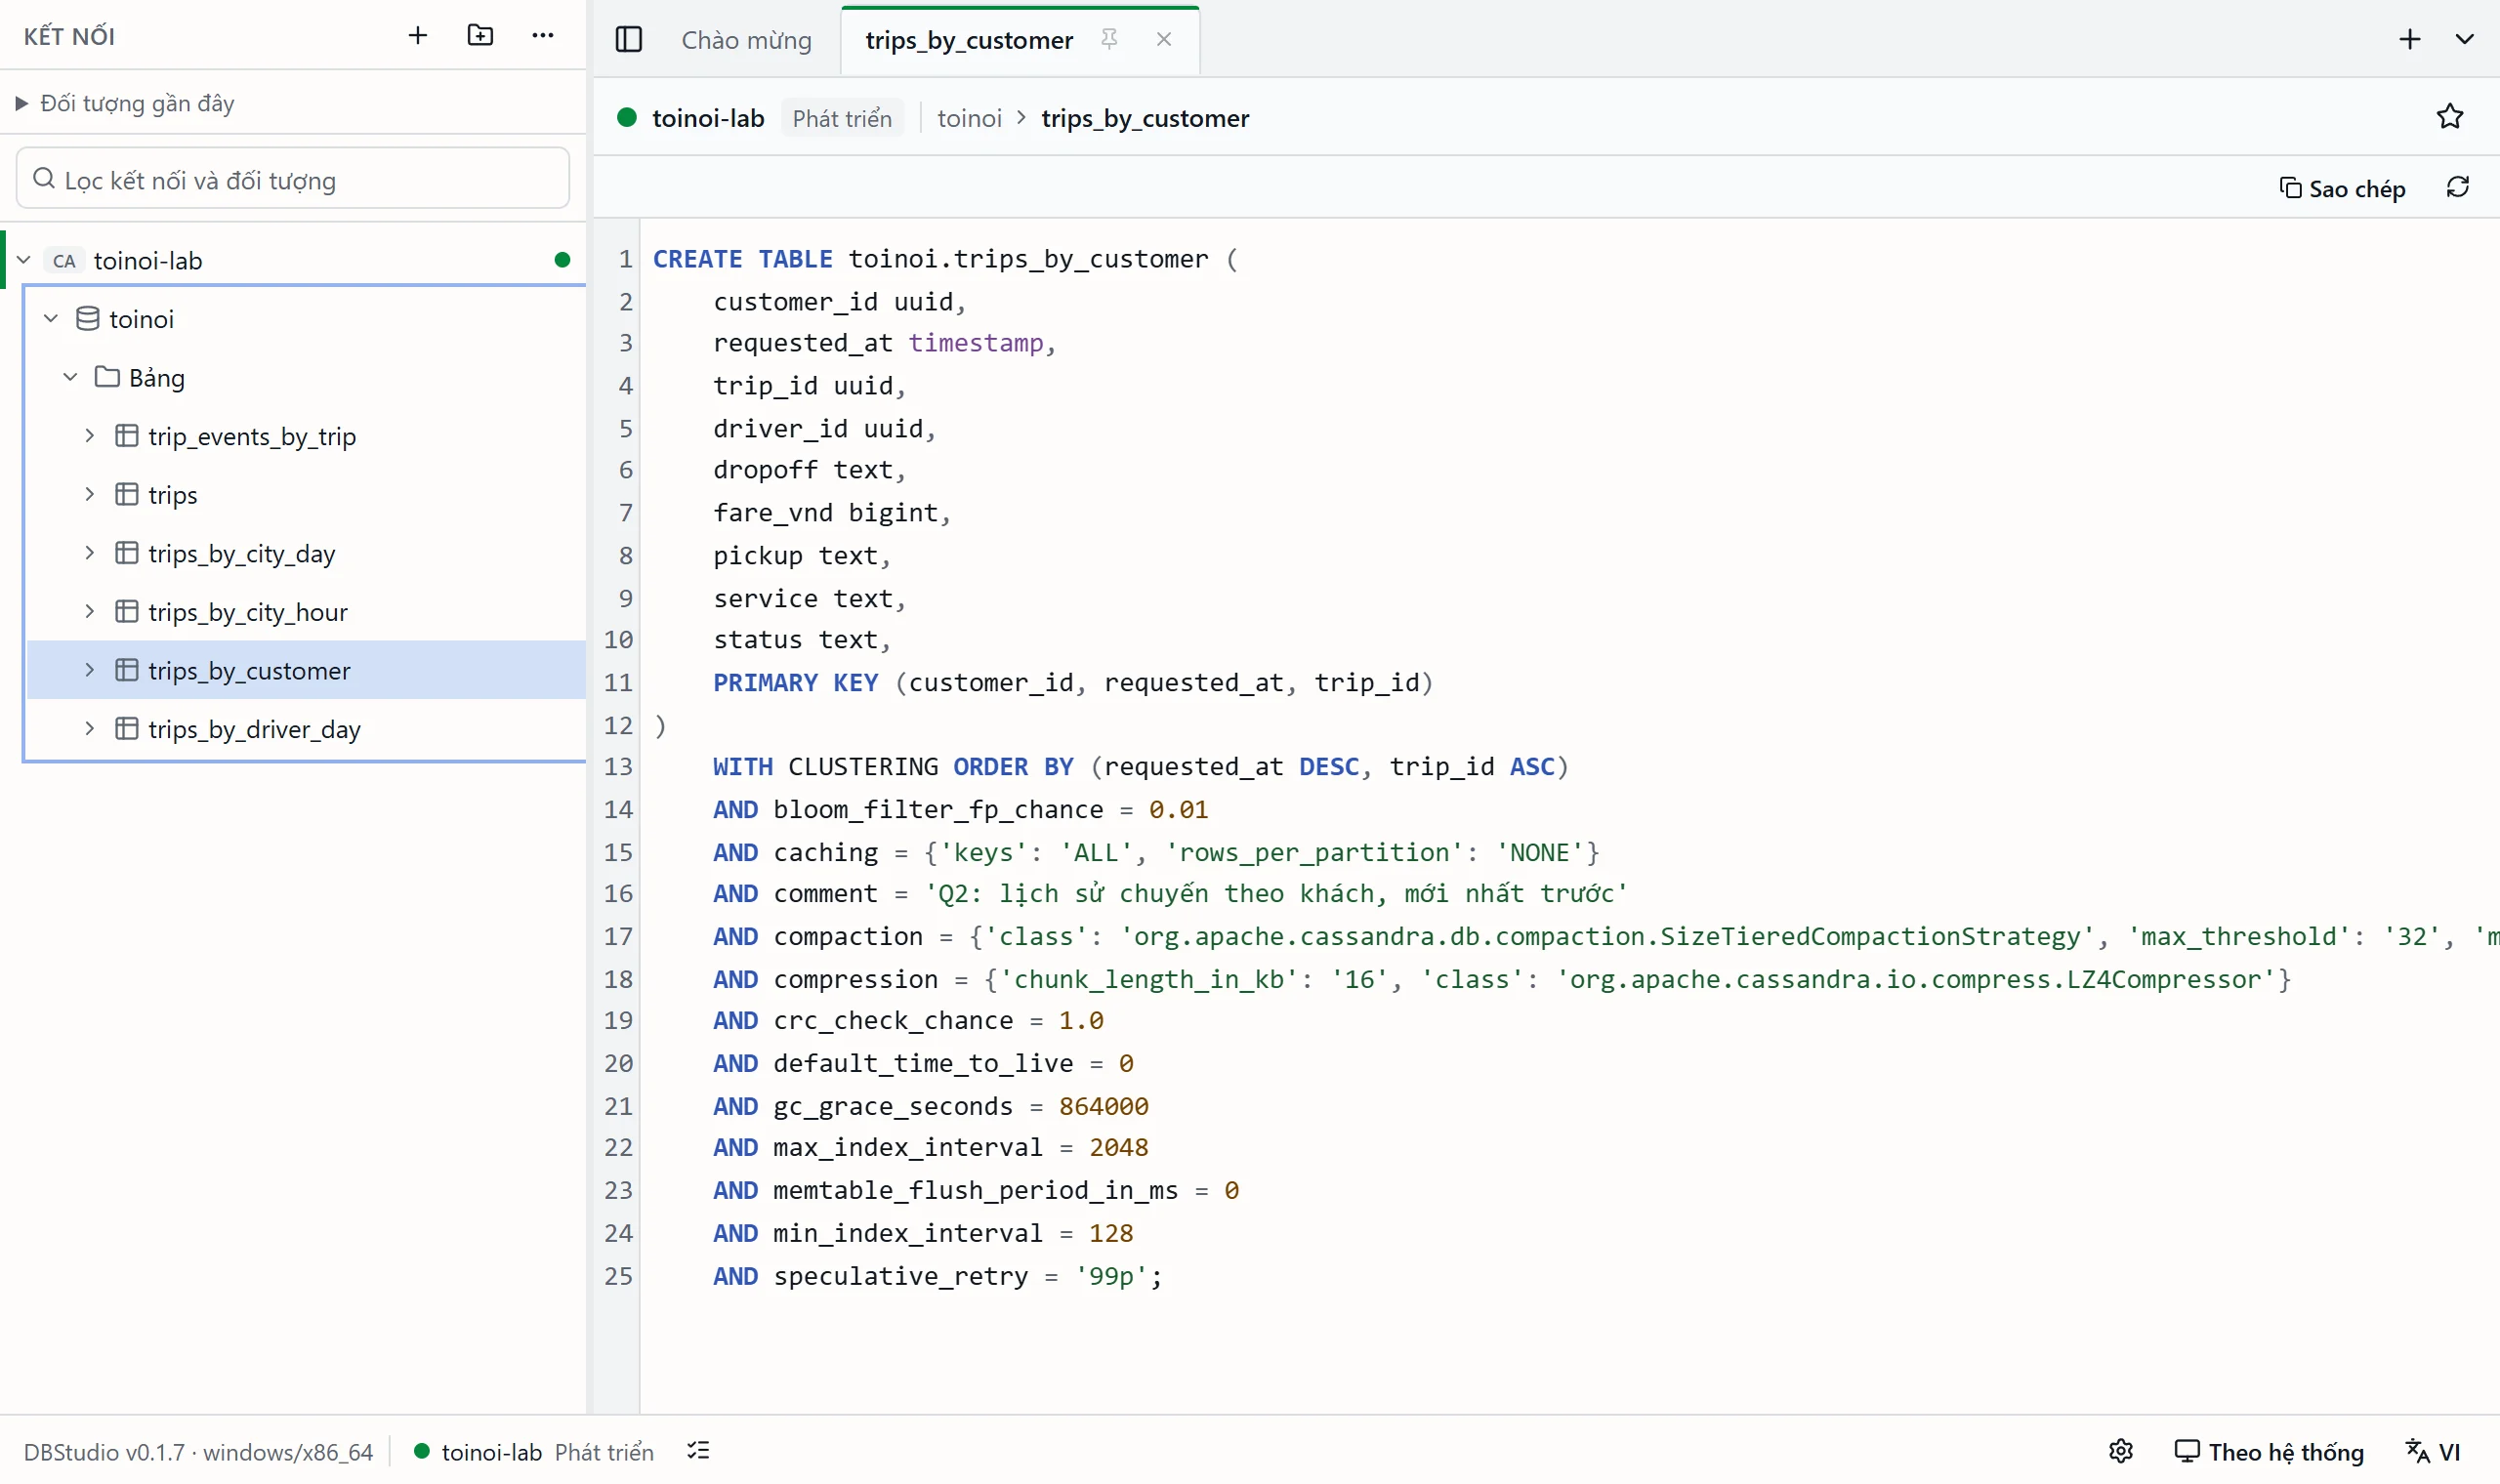 KẾT NỐI
Đối tượng gần đây
Lọc kết nối và đối tượng
CA toinoi-lab
toinoi
Bảng
trip_events_by_trip
trips
trips_by_city_day
trips_by_city_hour
trips_by_customer
trips_by_driver_day
Chào mừng
trips_by_customer
toinoi-lab Phát triển toinoi > trips_by_customer
Sao chép
1 CREATE TABLE toinoi.trips_by_customer (
2 customer_id uuid,
3 requested_at timestamp,
4 trip_id uuid,
5 driver_id uuid,
6 dropoff text,
7 fare_vnd bigint,
8 pickup text,
9 service text,
10 status text,
11 PRIMARY KEY (customer_id, requested_at, trip_id)
12 )
13 WITH CLUSTERING ORDER BY (requested_at DESC, trip_id ASC)
14 AND bloom_filter_fp_chance = 0.01
15 AND caching = {'keys': 'ALL', 'rows_per_partition': 'NONE'}
16 AND comment = 'Q2: lịch sử chuyến theo khách, mới nhất trước'
17 AND compaction = {'class': 'org.apache.cassandra.db.compaction.SizeTieredCompactionStrategy', 'max_threshold': '32', 'm
18 AND compression = {'chunk_length_in_kb': '16', 'class': 'org.apache.cassandra.io.compress.LZ4Compressor'}
19 AND crc_check_chance = 1.0
20 AND default_time_to_live = 0
21 AND gc_grace_seconds = 864000
22 AND max_index_interval = 2048
23 AND memtable_flush_period_in_ms = 0
24 AND min_index_interval = 128
25 AND speculative_retry = '99p';
DBStudio v0.1.7 · windows/x86_64 toinoi-lab Phát triển
Theo hệ thống VI